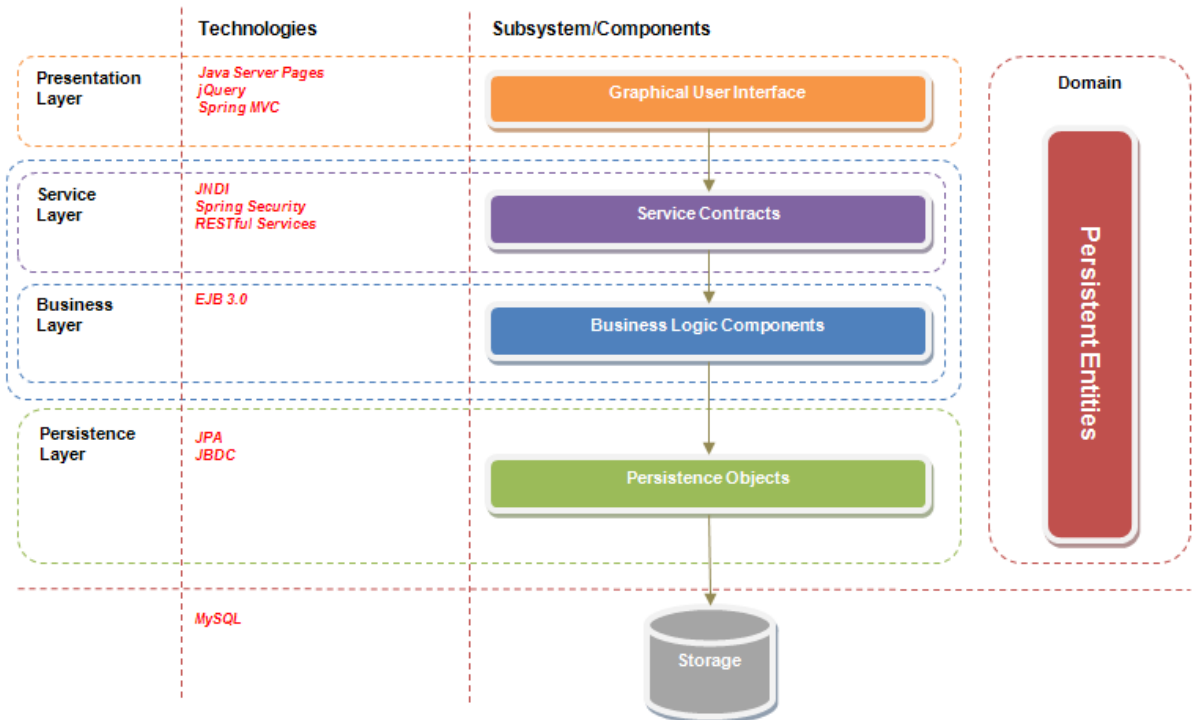 Technologies
Subsystem/Components
Presentation
Layer
Java Server Pages
jQuery
Spring MVC
Graphical User Interface
Domain
Service
Layer
JNDI
Spring Security
RESTful Services
Service Contracts
Persistent Entities
Business
Layer
EJB 3.0
Business Logic Components
Persistence
Layer
JPA
JBDC
Persistence Objects
MySQL
Storage